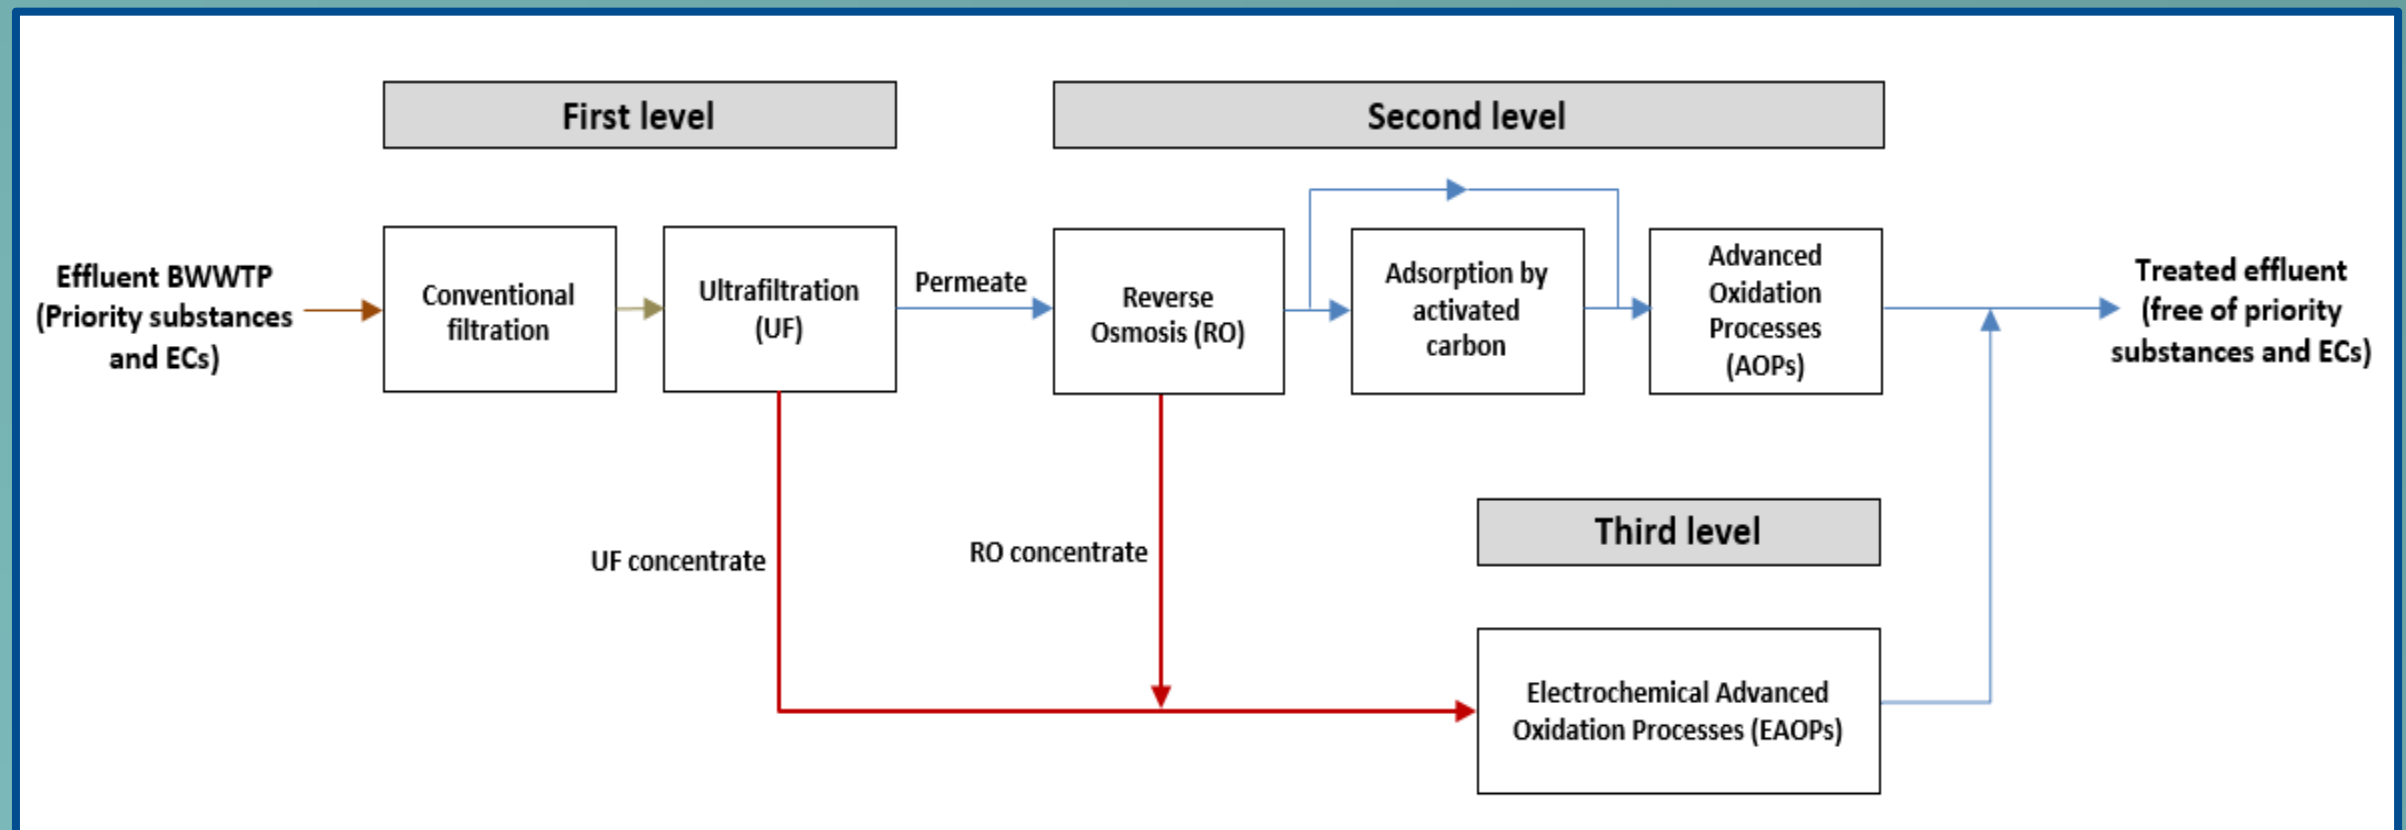 First level
Second level
Effluent BWWTP
(Priority substances
and ECs)
Conventional
filtration
Ultrafiltration
(UF)
Permeate
Reverse
Osmosis (RO)
Adsorption by
activated
carbon
Advanced
Oxidation
Processes
(AOPs)
Treated effluent
(free of priority
substances and ECs)
UF concentrate
RO concentrate
Third level
Electrochemical Advanced
Oxidation Processes (EAOPs)